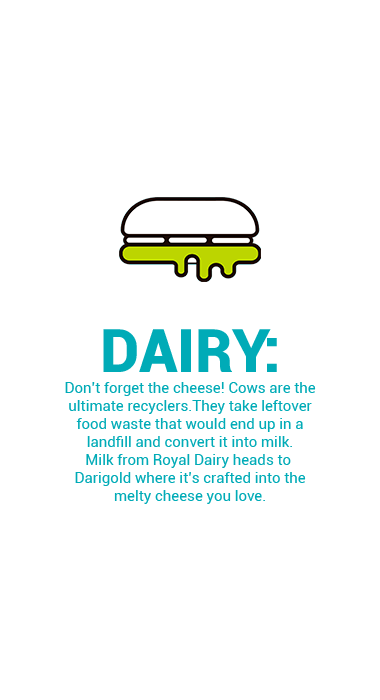 DAIRY:
Don't forget the cheese! Cows are the
ultimate recyclers.They take leftover
food waste that would end up in a
landfill and convert it into milk.
Milk from Royal Dairy heads to
Darigold where it's crafted into the
melty cheese you love.